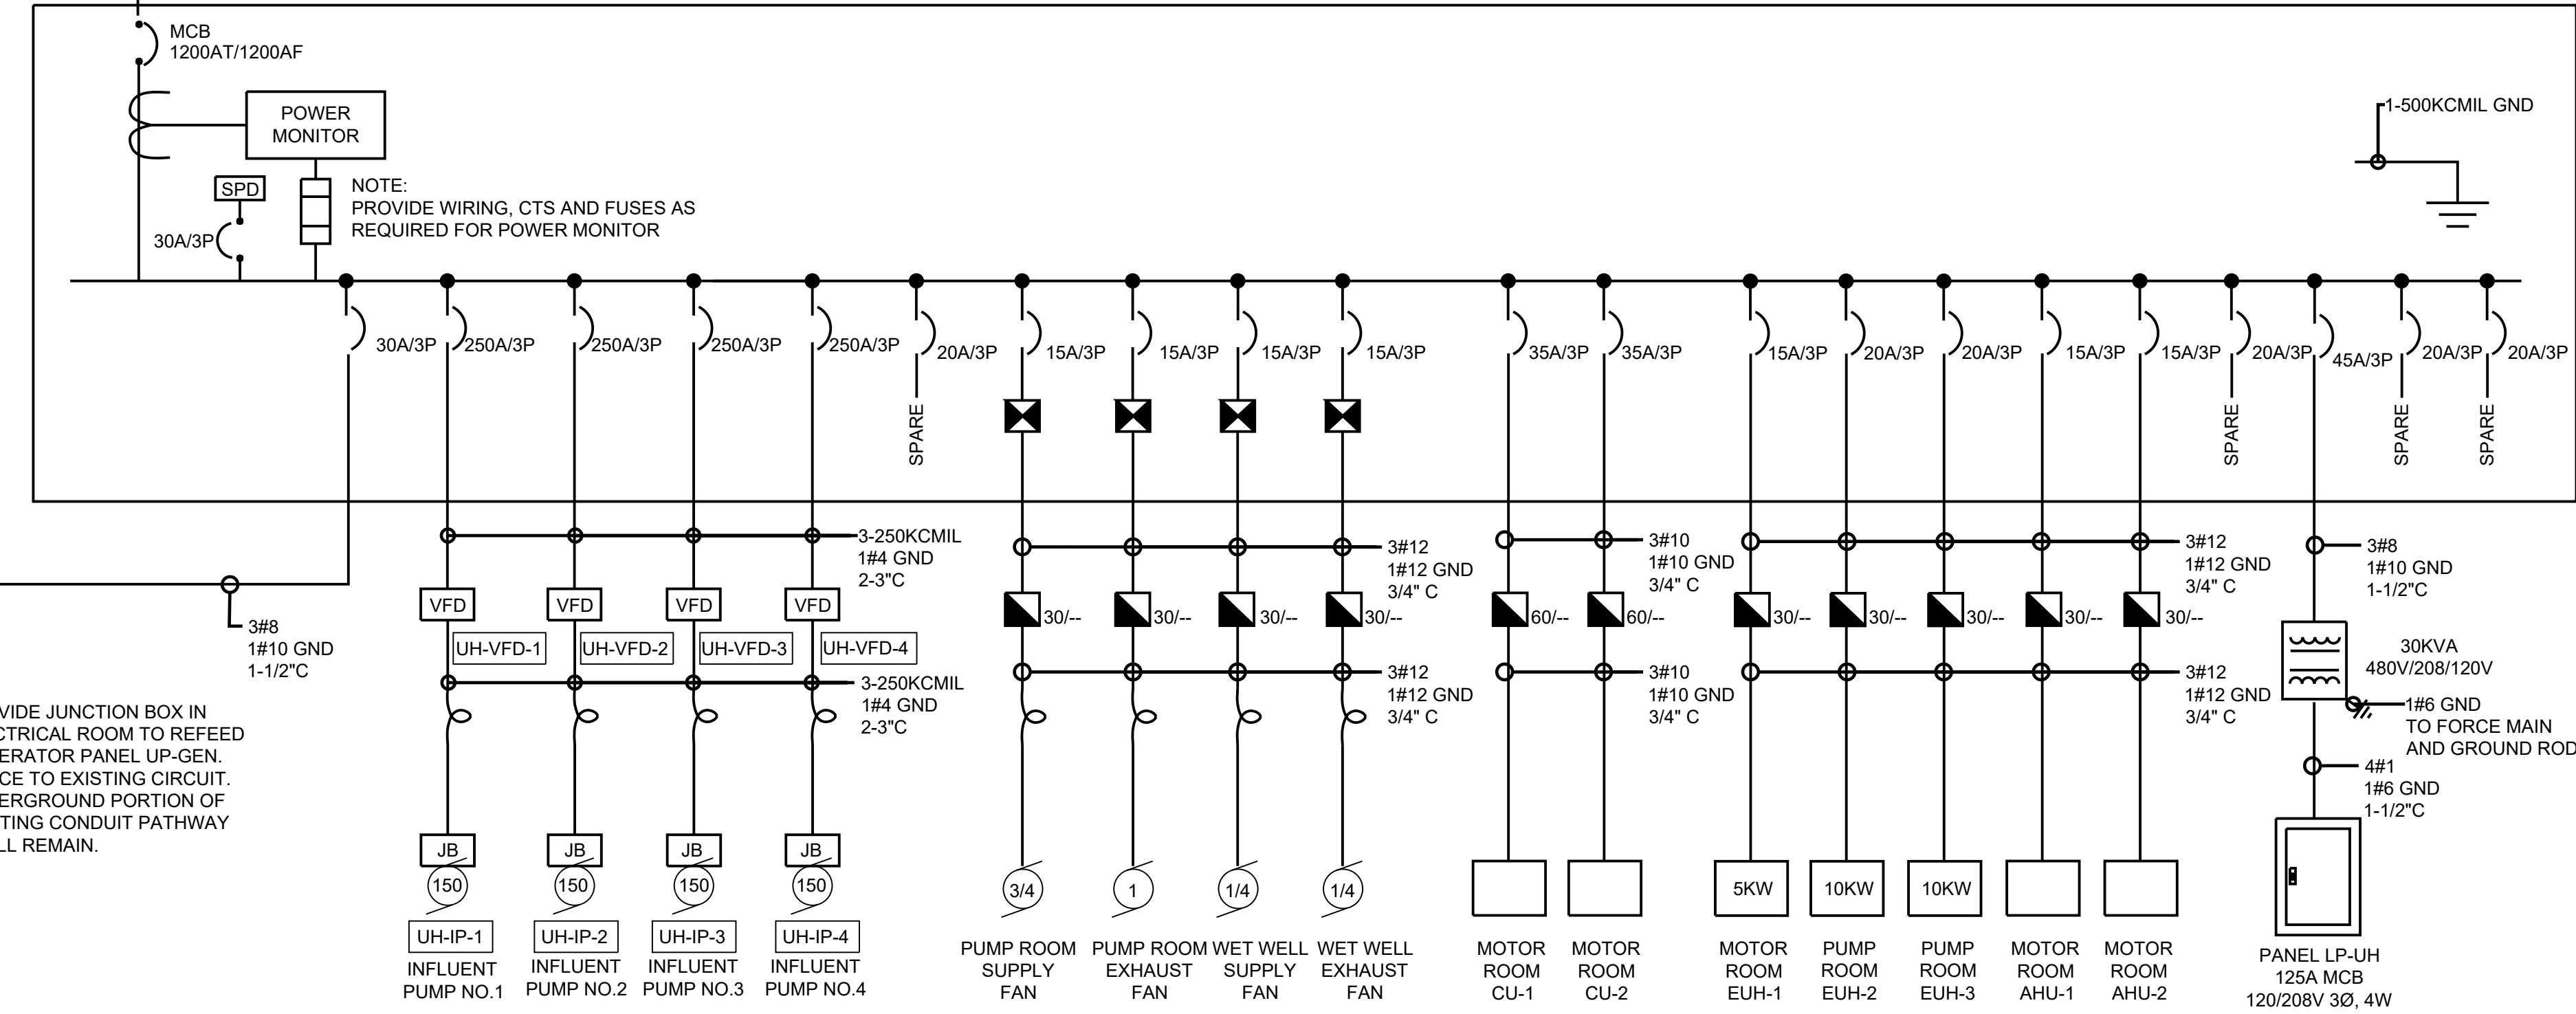 MCB
1200AT/1200AF
POWER
MONITOR
1-500KCMIL GND
SPD
NOTE:
PROVIDE WIRING, CTS AND FUSES AS
REQUIRED FOR POWER MONITOR
30A/3P
30A/3P
250A/3P
250A/3P
250A/3P
250A/3P
20A/3P
15A/3P
15A/3P
15A/3P
15A/3P
35A/3P
35A/3P
15A/3P
20A/3P
20A/3P
15A/3P
15A/3P
20A/3P
45A/3P
20A/3P
20A/3P
SPARE
SPARE
SPARE
SPARE
3-250KCMIL
1#4 GND
2-3"C
3#12
1#12 GND
3/4" C
3#10
1#10 GND
3/4" C
3#12
1#12 GND
3/4" C
3#8
1#10 GND
1-1/2"C
3#8
1#10 GND
1-1/2"C
VFD
VFD
VFD
VFD
UH-VFD-1
UH-VFD-2
UH-VFD-3
UH-VFD-4
30/--
30/--
30/--
30/--
60/--
60/--
30/--
30/--
30/--
30/--
30/--
30KVA
480V/208/120V
3-250KCMIL
1#4 GND
2-3"C
3#12
1#12 GND
3/4" C
3#10
1#10 GND
3/4" C
3#12
1#12 GND
3/4" C
1#6 GND
TO FORCE MAIN
AND GROUND ROD
4#1
1#6 GND
1-1/2"C
VIDE JUNCTION BOX IN
CTRICAL ROOM TO REFEED
ERATOR PANEL UP-GEN.
CE TO EXISTING CIRCUIT.
ERGROUND PORTION OF
TING CONDUIT PATHWAY
LL REMAIN.
JB
JB
JB
JB
150
150
150
150
3/4
1
1/4
1/4
5KW
10KW
10KW
UH-IP-1
UH-IP-2
UH-IP-3
UH-IP-4
INFLUENT
PUMP NO.1
INFLUENT
PUMP NO.2
INFLUENT
PUMP NO.3
INFLUENT
PUMP NO.4
PUMP ROOM
SUPPLY
FAN
PUMP ROOM
EXHAUST
FAN
WET WELL
SUPPLY
FAN
WET WELL
EXHAUST
FAN
MOTOR
ROOM
CU-1
MOTOR
ROOM
CU-2
MOTOR
ROOM
EUH-1
PUMP
ROOM
EUH-2
PUMP
ROOM
EUH-3
MOTOR
ROOM
AHU-1
MOTOR
ROOM
AHU-2
PANEL LP-UH
125A MCB
120/208V 3Ø, 4W